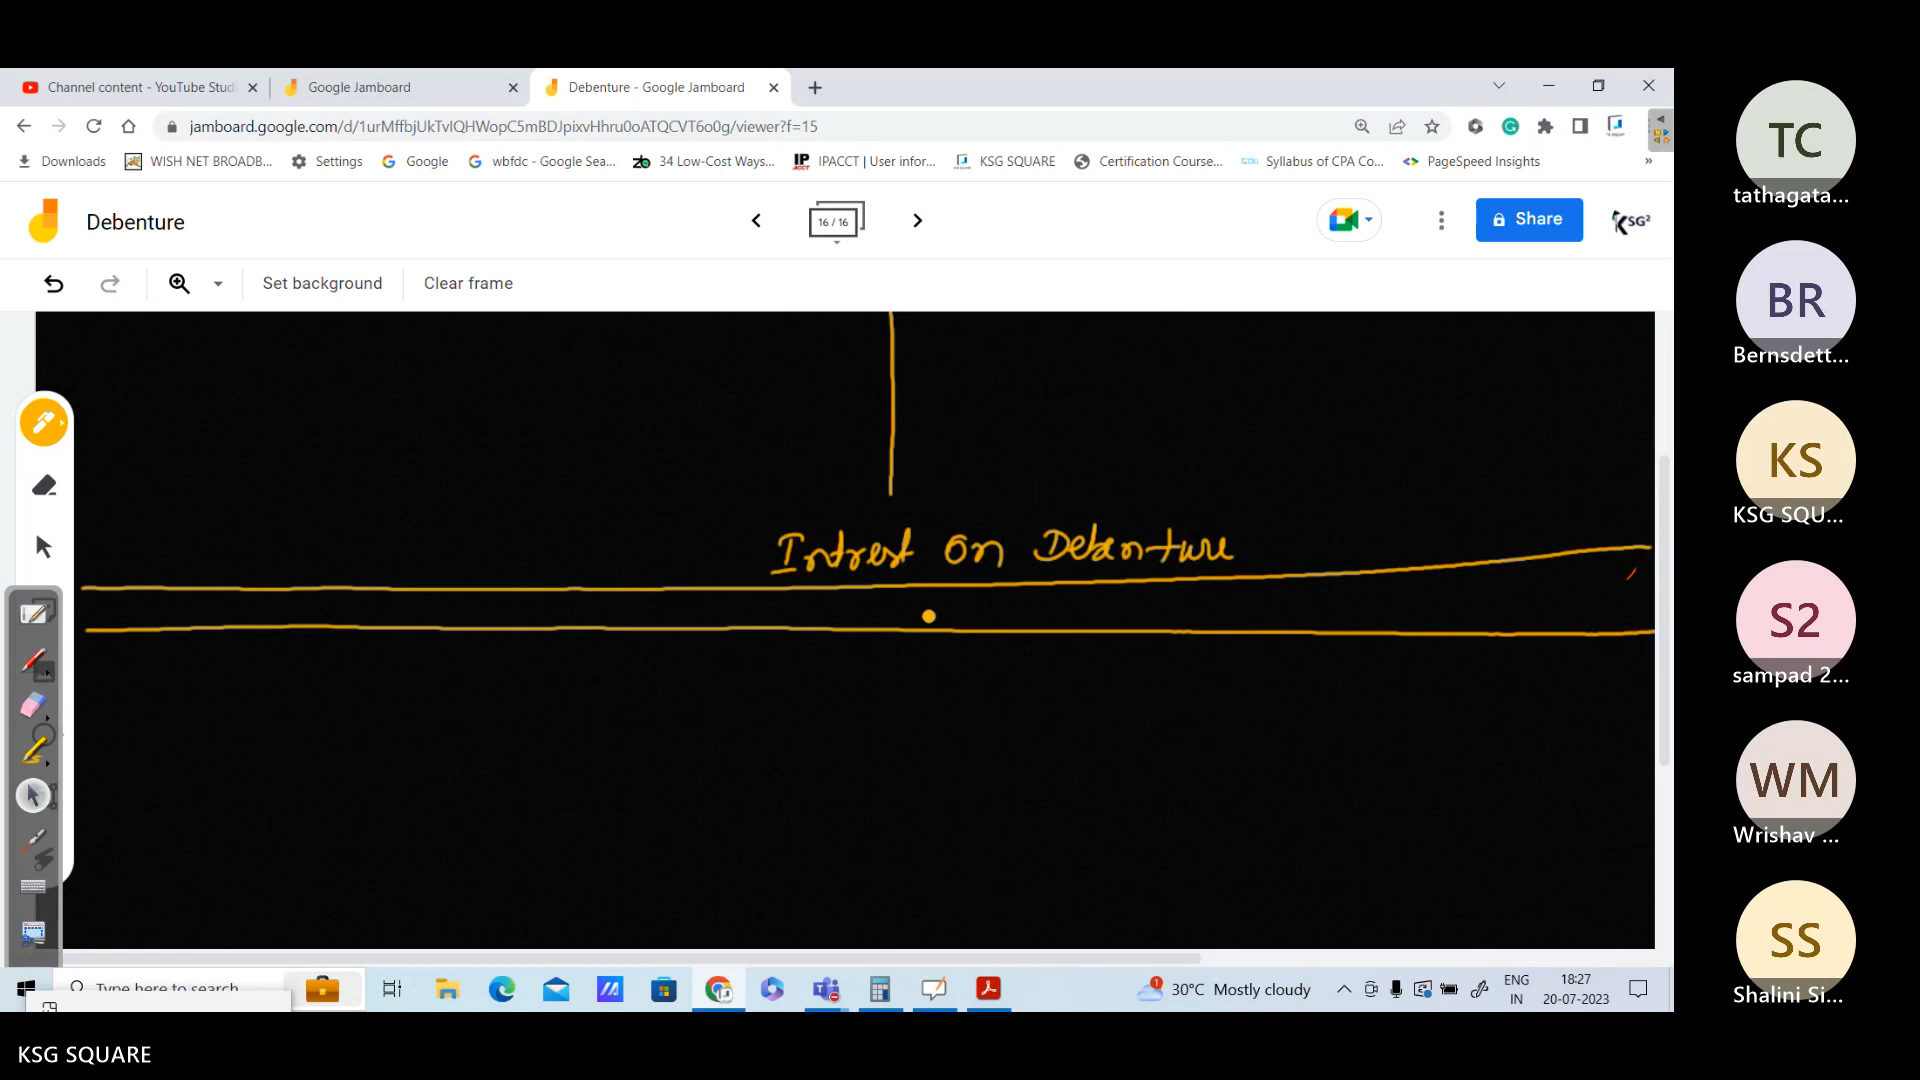 Channel content - YouTube Studi
Google Jamboard
Debenture - Google Jamboard
jamboard.google.com/d/1urMffbjUkTvIQHWopC5mBDJpixvHhru0oATQCVT6o0g/viewer?f=15
Downloads
WISH NET BROADB...
Settings
Google
wbfdc - Google Sea...
34 Low-Cost Ways...
IPACCT | User infor...
KSG SQUARE
Certification Course...
Syllabus of CPA Co...
PageSpeed Insights
»
Debenture
16 / 16
Share
KSG²
Set background
Clear frame
Intrest On Debenture
Type here to search
1
30°C Mostly cloudy
ENG
IN
18:27
20-07-2023
TC
tathagata...
BR
Bernsdett...
KS
KSG SQU...
S2
sampad 2...
WM
Wrishav ...
SS
Shalini Si...
KSG SQUARE